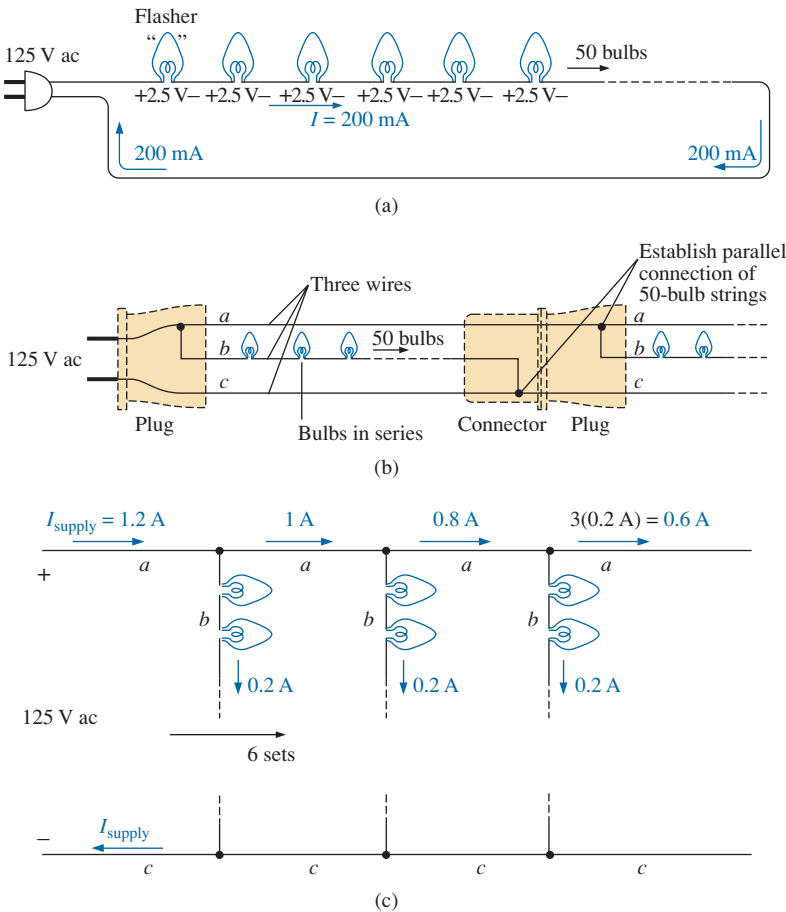 Flasher
“ ”
125 V ac
50 bulbs
+2.5 V– +2.5 V– +2.5 V– +2.5 V– +2.5 V– +2.5 V–
I = 200 mA
200 mA
200 mA
(a)
Establish parallel
connection of
50-bulb strings
Three wires
a
a
50 bulbs
b
b
125 V ac
c
c
Plug
Bulbs in series
Connector
Plug
(b)
Isupply = 1.2 A
1 A
0.8 A
3(0.2 A) = 0.6 A
a
a
a
a
+
b
b
b
0.2 A
0.2 A
0.2 A
125 V ac
6 sets
–
Isupply
c
c
c
c
(c)